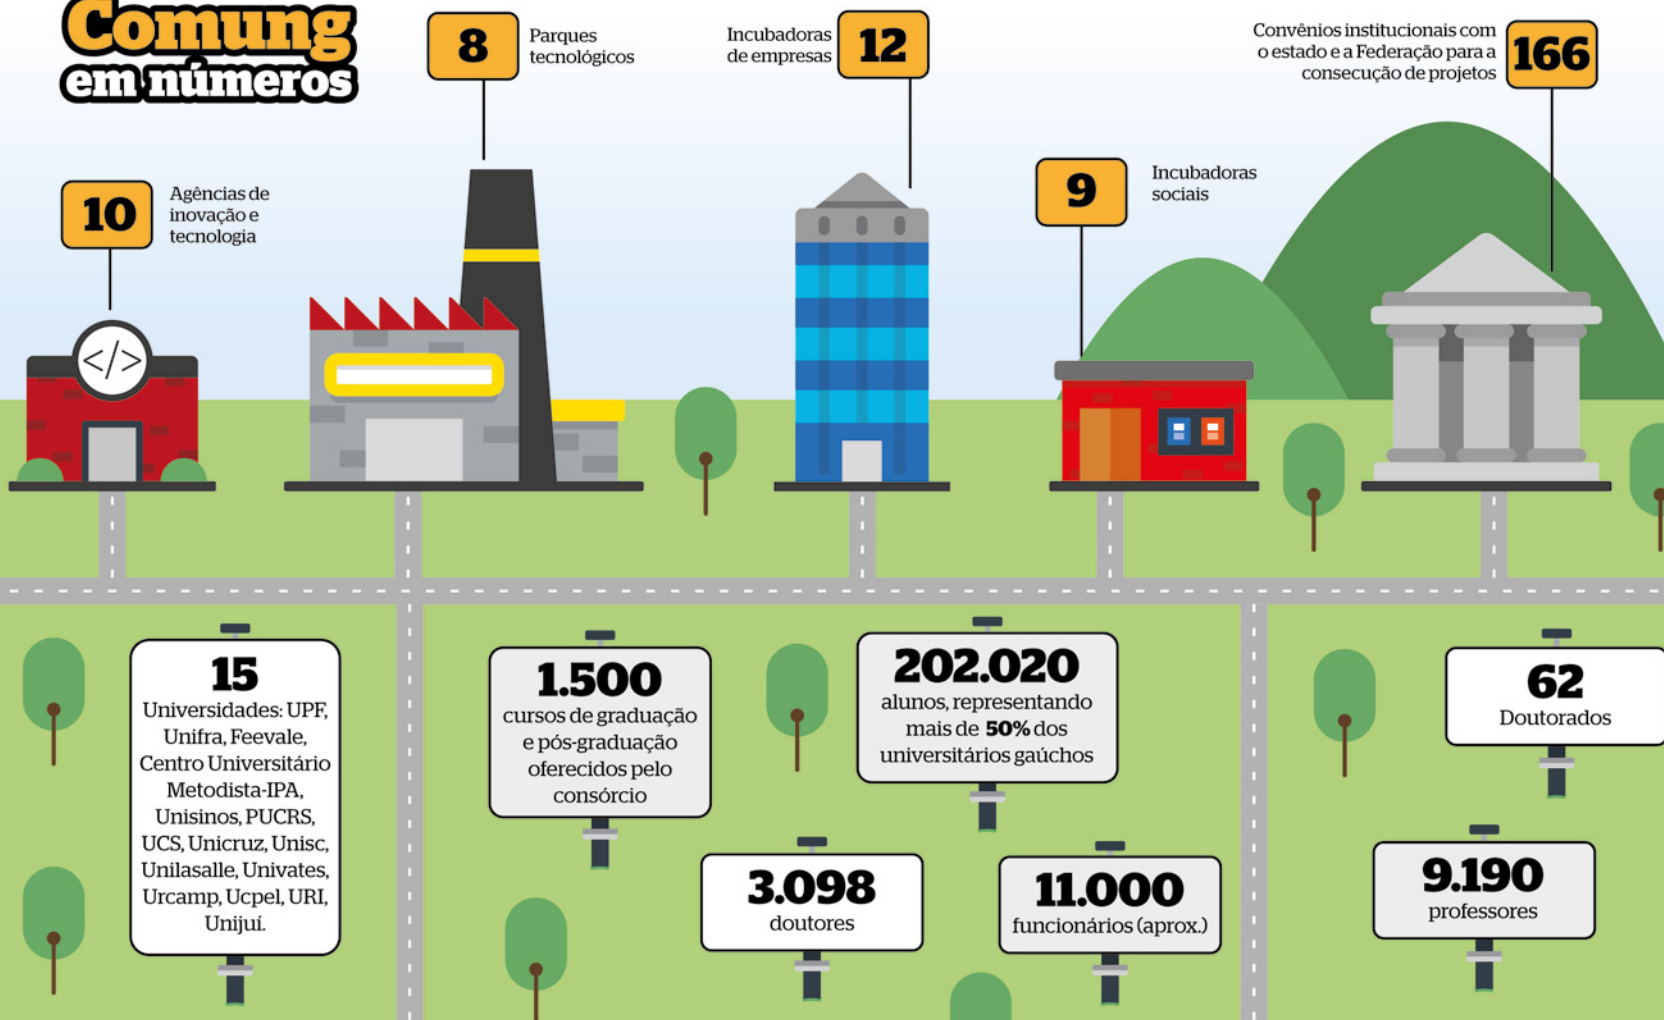 Comung
em números
8
Parques
tecnológicos
Incubadoras
de empresas
12
Convênios institucionais com
o estado e a Federação para a
consecução de projetos
166
10
Agências de
inovação e
tecnologia
9
Incubadoras
sociais
</>
15
Universidades: UPF,
Unifra, Feevale,
Centro Universitário
Metodista-IPA,
Unisinos, PUCRS,
UCS, Unicruz, Unisc,
Unilasalle, Univates,
Urcamp, Ucpel, URI,
Unijuí.
1.500
cursos de graduação
e pós-graduação
oferecidos pelo
consórcio
202.020
alunos, representando
mais de 50% dos
universitários gaúchos
62
Doutorados
3.098
doutores
11.000
funcionários (aprox.)
9.190
professores